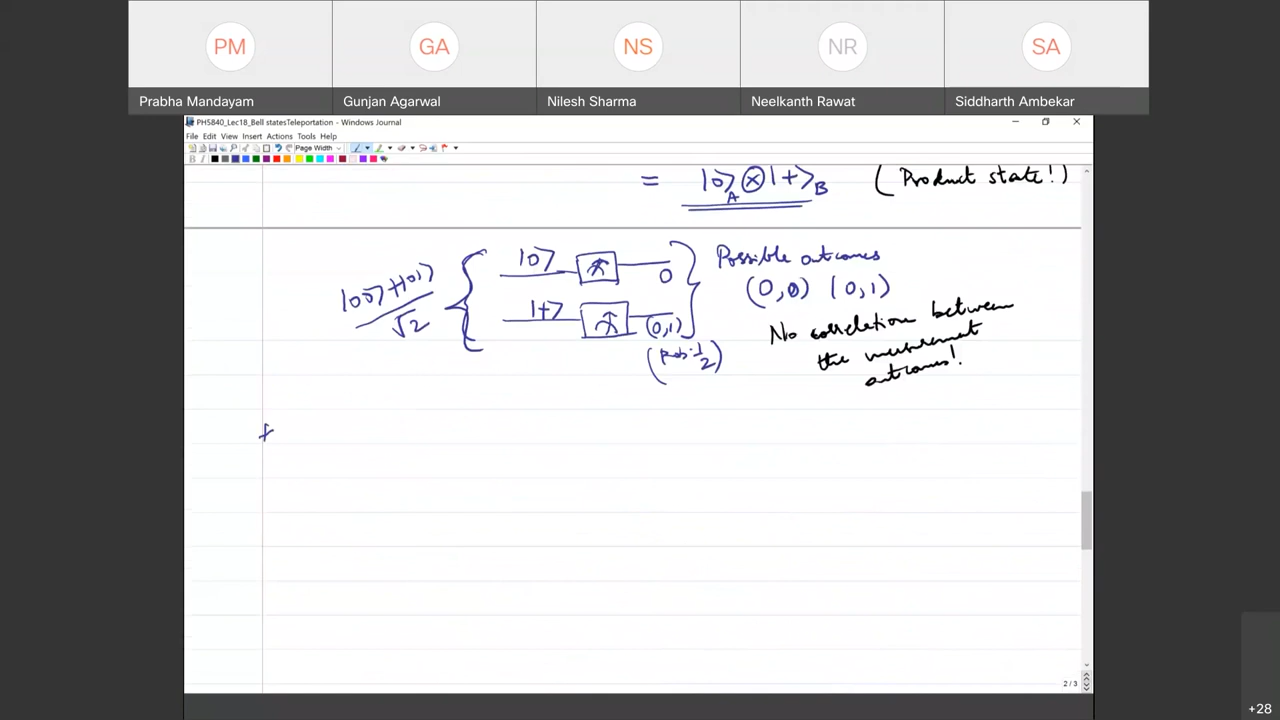 PM GA NS NR SA
Prabha Mandayam Gunjan Agarwal Nilesh Sharma Neelkanth Rawat Siddharth Ambekar
PH5840_Lec18_Bell statesTeleportation - Windows Journal
File Edit View Insert Actions Tools Help
Page Width
B I
= |0⟩_A ⊗ |+⟩_B (Product state!)
|00⟩+|01⟩ / √2 { |0⟩ 0 } Possible outcomes
|+⟩ (0,1) (0,0) (0,1)
(prob: 1/2) No correlation between
the measurement
outcomes!
2 / 3
+28